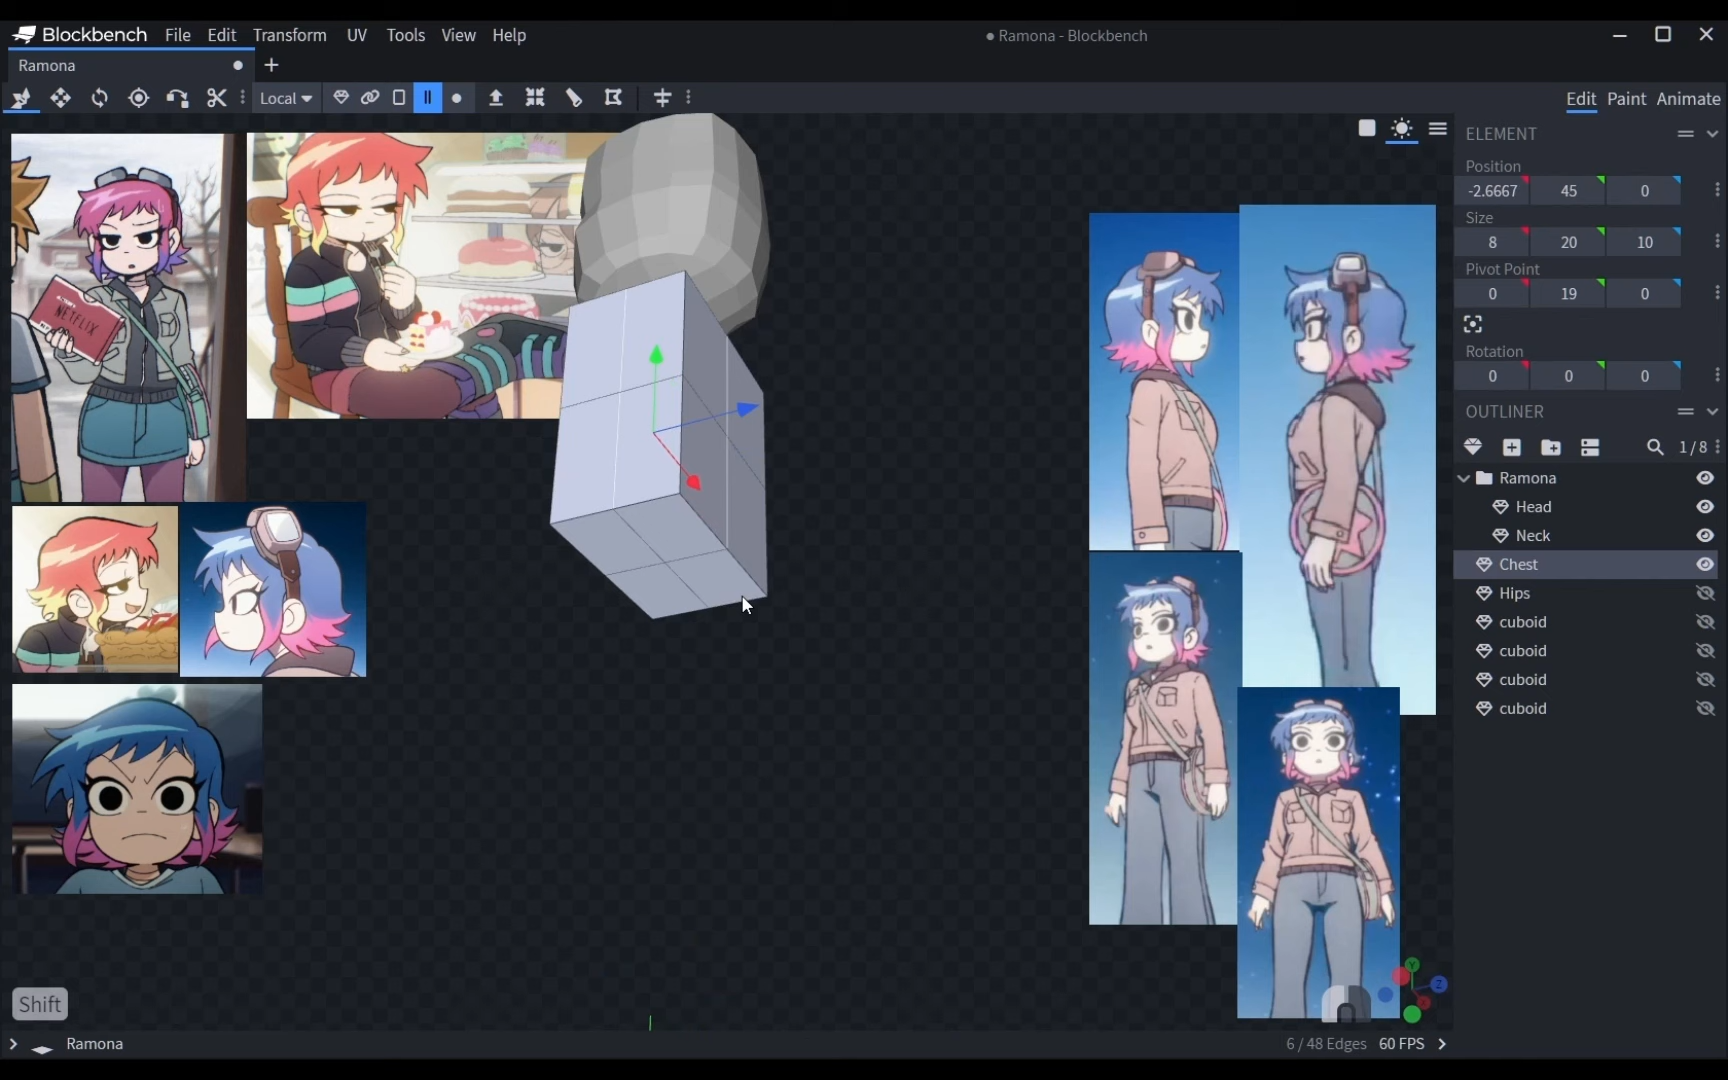 Blockbench File Edit Transform UV Tools View Help
● Ramona - Blockbench
Ramona
Local
Edit Paint Animate
ELEMENT
Position
-2.6667 45 0
Size
8 20 10
Pivot Point
0 19 0
Rotation
0 0 0
OUTLINER
1/8
Ramona
Head
Neck
Chest
Hips
cuboid
cuboid
cuboid
cuboid
NETFLIX
Y
Z
Shift
Ramona
6 / 48 Edges 60 FPS